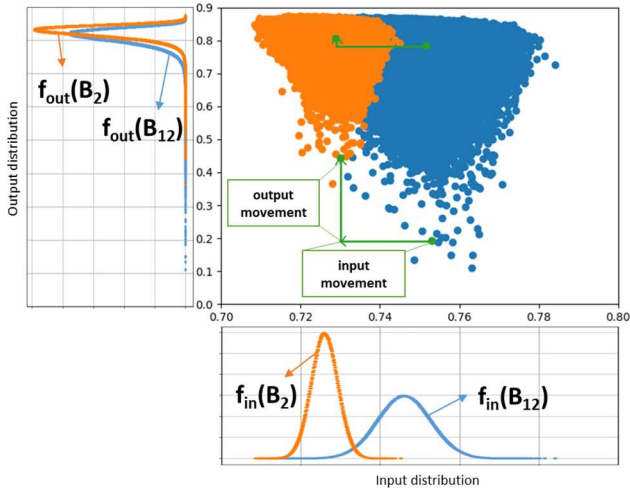 0.9
0.8
0.7
0.6
0.5
0.4
0.3
0.2
0.1
0.0
0.70
0.72
0.74
0.76
0.78
0.80
Output distribution
fout(B2)
fout(B12)
output
movement
input
movement
fin(B2)
fin(B12)
Input distribution